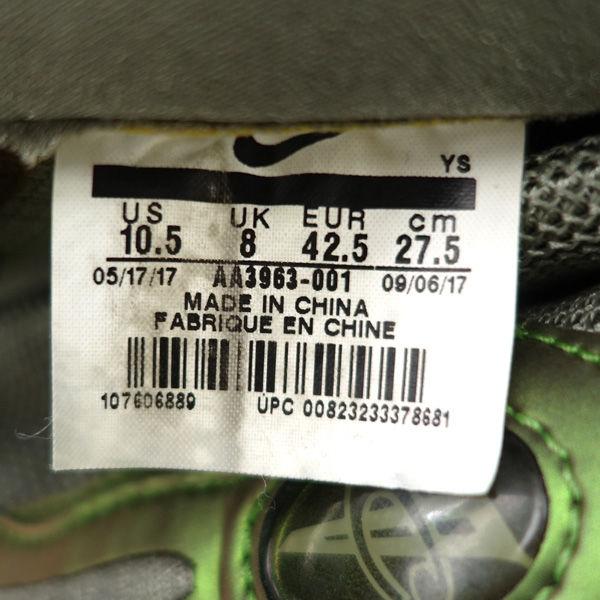 YS
US UK EUR cm
10.5 8 42.5 27.5
05/17/17 AA3963-001 09/06/17
MADE IN CHINA
FABRIQUE EN CHINE
107606889 UPC 00823233378681